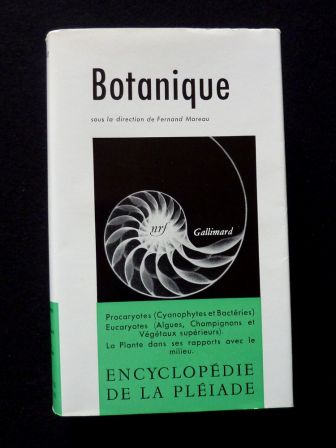 Botanique
sous la direction de Fernand Moreau
nrf
Gallimard
Procaryotes (Cyanophytes et Bactéries)
Eucaryotes (Algues, Champignons et
Végétaux supérieurs).
La Plante dans ses rapports avec le
milieu.
ENCYCLOPÉDIE
DE LA PLÉIADE